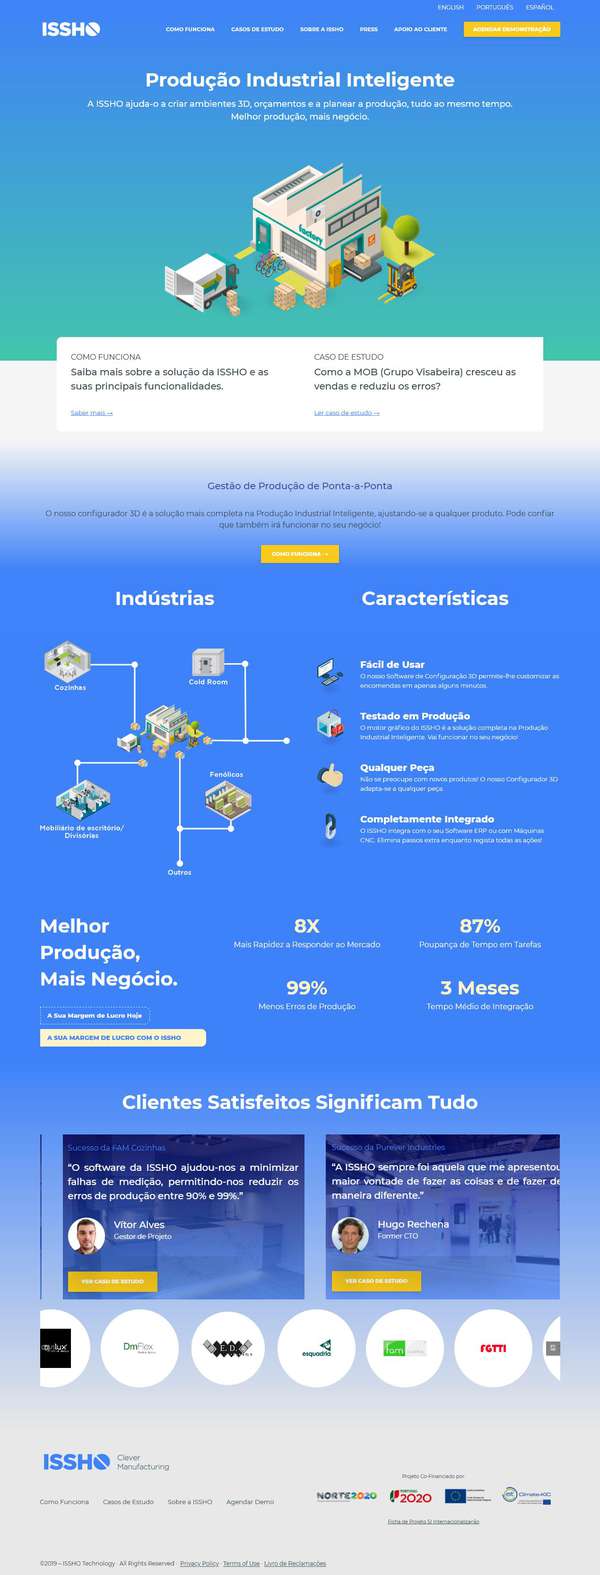 ENGLISH PORTUGUÊS ESPAÑOL
ISSHO COMO FUNCIONA CASOS DE ESTUDO SOBRE A ISSHO PRESS APOIO AO CLIENTE AGENDAR DEMONSTRAÇÃO
Produção Industrial Inteligente
A ISSHO ajuda-o a criar ambientes 3D, orçamentos e a planear a produção, tudo ao mesmo tempo.
Melhor produção, mais negócio.
factory
COMO FUNCIONA
Saiba mais sobre a solução da ISSHO e as
suas principais funcionalidades.
Saber mais →
CASO DE ESTUDO
Como a MOB (Grupo Visabeira) cresceu as
vendas e reduziu os erros?
Ler caso de estudo →
Gestão de Produção de Ponta-a-Ponta
O nosso configurador 3D é a solução mais completa na Produção Industrial Inteligente, ajustando-se a qualquer produto. Pode confiar
que também irá funcionar no seu negócio!
COMO FUNCIONA →
Indústrias
Cozinhas
Cold Room
Fenólicos
Mobiliário de escritório/
Divisórias
Outros
Características
Fácil de Usar
O nosso Software de Configuração 3D permite-lhe customizar as
encomendas em apenas alguns minutos.
Testado em Produção
O motor gráfico do ISSHO é a solução completa na Produção
Industrial Inteligente. Vai funcionar no seu negócio!
Qualquer Peça
Não se preocupe com novos produtos! O nosso Configurador 3D
adapta-se a qualquer peça.
Completamente Integrado
O ISSHO integra com o seu Software ERP ou com Máquinas
CNC. Elimina passos extra enquanto regista todas as ações!
Melhor
Produção,
Mais Negócio.
A Sua Margem de Lucro Hoje
A SUA MARGEM DE LUCRO COM O ISSHO
8X
Mais Rapidez a Responder ao Mercado
87%
Poupança de Tempo em Tarefas
99%
Menos Erros de Produção
3 Meses
Tempo Médio de Integração
Clientes Satisfeitos Significam Tudo
Sucesso da FAM Cozinhas
“O software da ISSHO ajudou-nos a minimizar
falhas de medição, permitindo-nos reduzir os
erros de produção entre 90% e 99%.”
Vítor Alves
Gestor de Projeto
VER CASO DE ESTUDO
Sucesso da Purever Industries
“A ISSHO sempre foi aquela que me apresentou
maior vontade de fazer as coisas e de fazer de
maneira diferente.”
Hugo Rechena
Former CTO
VER CASO DE ESTUDO
DmFlex
E.D.
esquadria
fam
FGTTI
ISSHO Clever
Manufacturing
Como Funciona Casos de Estudo Sobre a ISSHO Agendar Demo
Projeto Co-Financiado por:
NORTE2020 PORTUGAL 2020 Climate-KIC
Ficha de Projeto SI Internacionalização
©2019 – ISSHO Technology · All Rights Reserved · Privacy Policy · Terms of Use · Livro de Reclamações